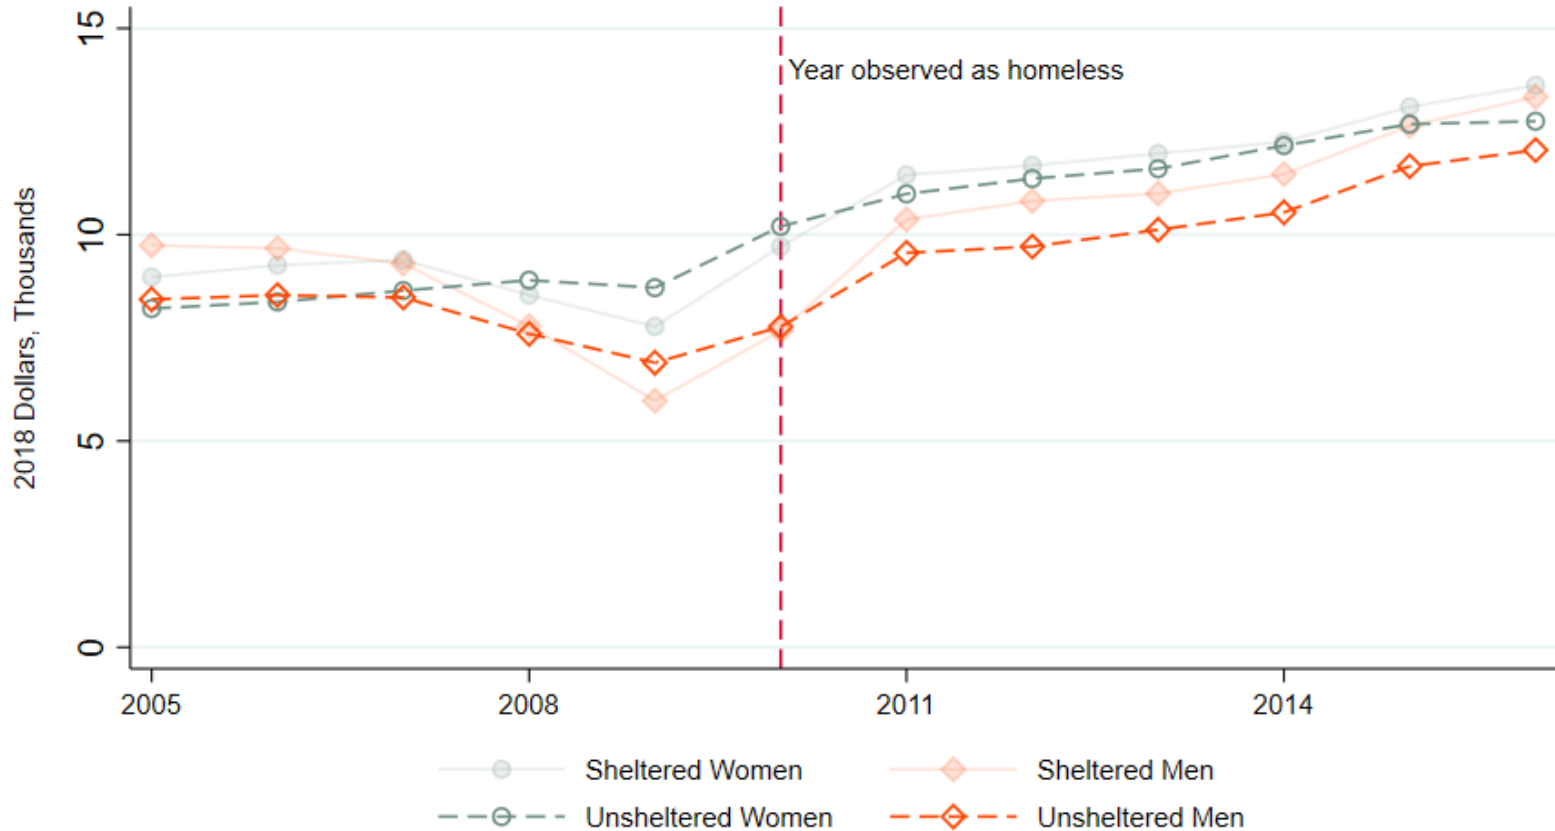 15
Year observed as homeless
10
2018 Dollars, Thousands
5
0
2005 2008 2011 2014
Sheltered Women Sheltered Men
Unsheltered Women Unsheltered Men